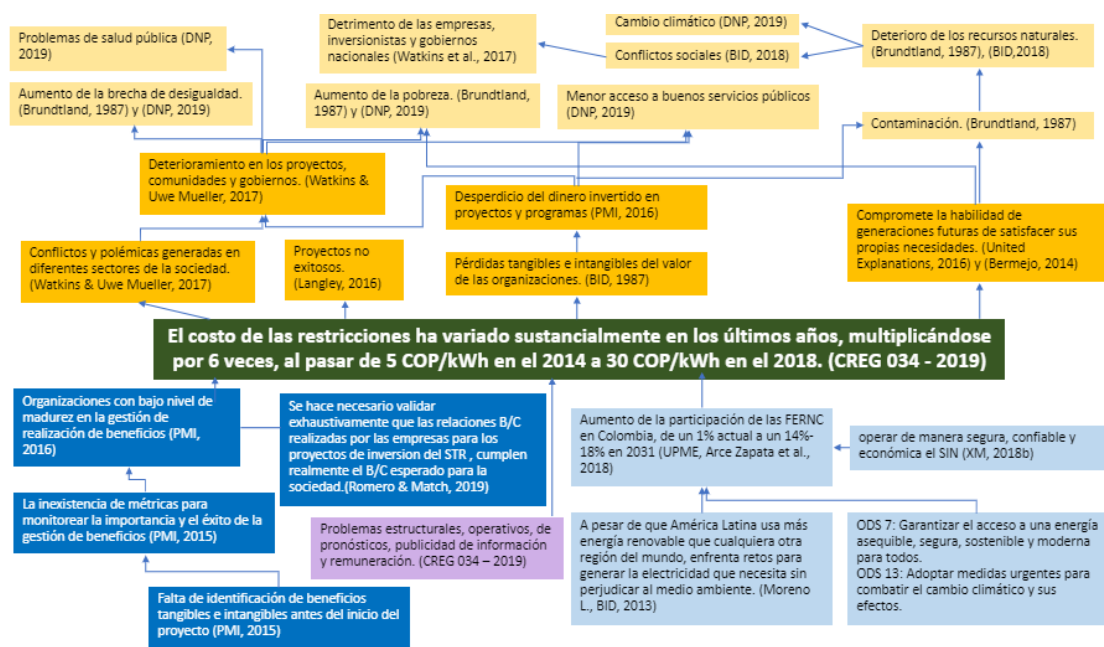 Problemas de salud pública (DNP,
2019)
Detrimento de las empresas,
inversionistas y gobiernos
nacionales (Watkins et al., 2017)
Cambio climático (DNP, 2019)
Conflictos sociales (BID, 2018)
Deterioro de los recursos naturales.
(Brundtland, 1987), (BID,2018)
Aumento de la brecha de desigualdad.
(Brundtland, 1987) y (DNP, 2019)
Aumento de la pobreza. (Brundtland,
1987) y (DNP, 2019)
Menor acceso a buenos servicios públicos
(DNP, 2019)
Contaminación. (Brundtland, 1987)
Deterioramiento en los proyectos,
comunidades y gobiernos. (Watkins &
Uwe Mueller, 2017)
Desperdicio del dinero invertido en
proyectos y programas (PMI, 2016)
Compromete la habilidad de
generaciones futuras de satisfacer sus
propias necesidades. (United
Explanations, 2016) y (Bermejo, 2014)
Conflictos y polémicas generadas en
diferentes sectores de la sociedad.
(Watkins & Uwe Mueller, 2017)
Proyectos no
exitosos.
(Langley, 2016)
Pérdidas tangibles e intangibles del valor
de las organizaciones. (BID, 1987)
El costo de las restricciones ha variado sustancialmente en los últimos años, multiplicándose
por 6 veces, al pasar de 5 COP/kWh en el 2014 a 30 COP/kWh en el 2018. (CREG 034 - 2019)
Organizaciones con bajo nivel de
madurez en la gestión de
realización de beneficios (PMI,
2016)
Se hace necesario validar
exhaustivamente que las relaciones B/C
realizadas por las empresas para los
proyectos de inversion del STR , cumplen
realmente el B/C esperado para la
sociedad.(Romero & Match, 2019)
Aumento de la participación de las FERNC
en Colombia, de un 1% actual a un 14%-
18% en 2031 (UPME, Arce Zapata et al.,
2018)
operar de manera segura, confiable y
económica el SIN (XM, 2018b)
La inexistencia de métricas para
monitorear la importancia y el éxito de la
gestión de beneficios (PMI, 2015)
Problemas estructurales, operativos, de
pronósticos, publicidad de información
y remuneración. (CREG 034 – 2019)
A pesar de que América Latina usa más
energía renovable que cualquiera otra
región del mundo, enfrenta retos para
generar la electricidad que necesita sin
perjudicar al medio ambiente. (Moreno
L., BID, 2013)
ODS 7: Garantizar el acceso a una energía
asequible, segura, sostenible y moderna
para todos.
ODS 13: Adoptar medidas urgentes para
combatir el cambio climático y sus
efectos.
Falta de identificación de beneficios
tangibles e intangibles antes del inicio del
proyecto (PMI, 2015)